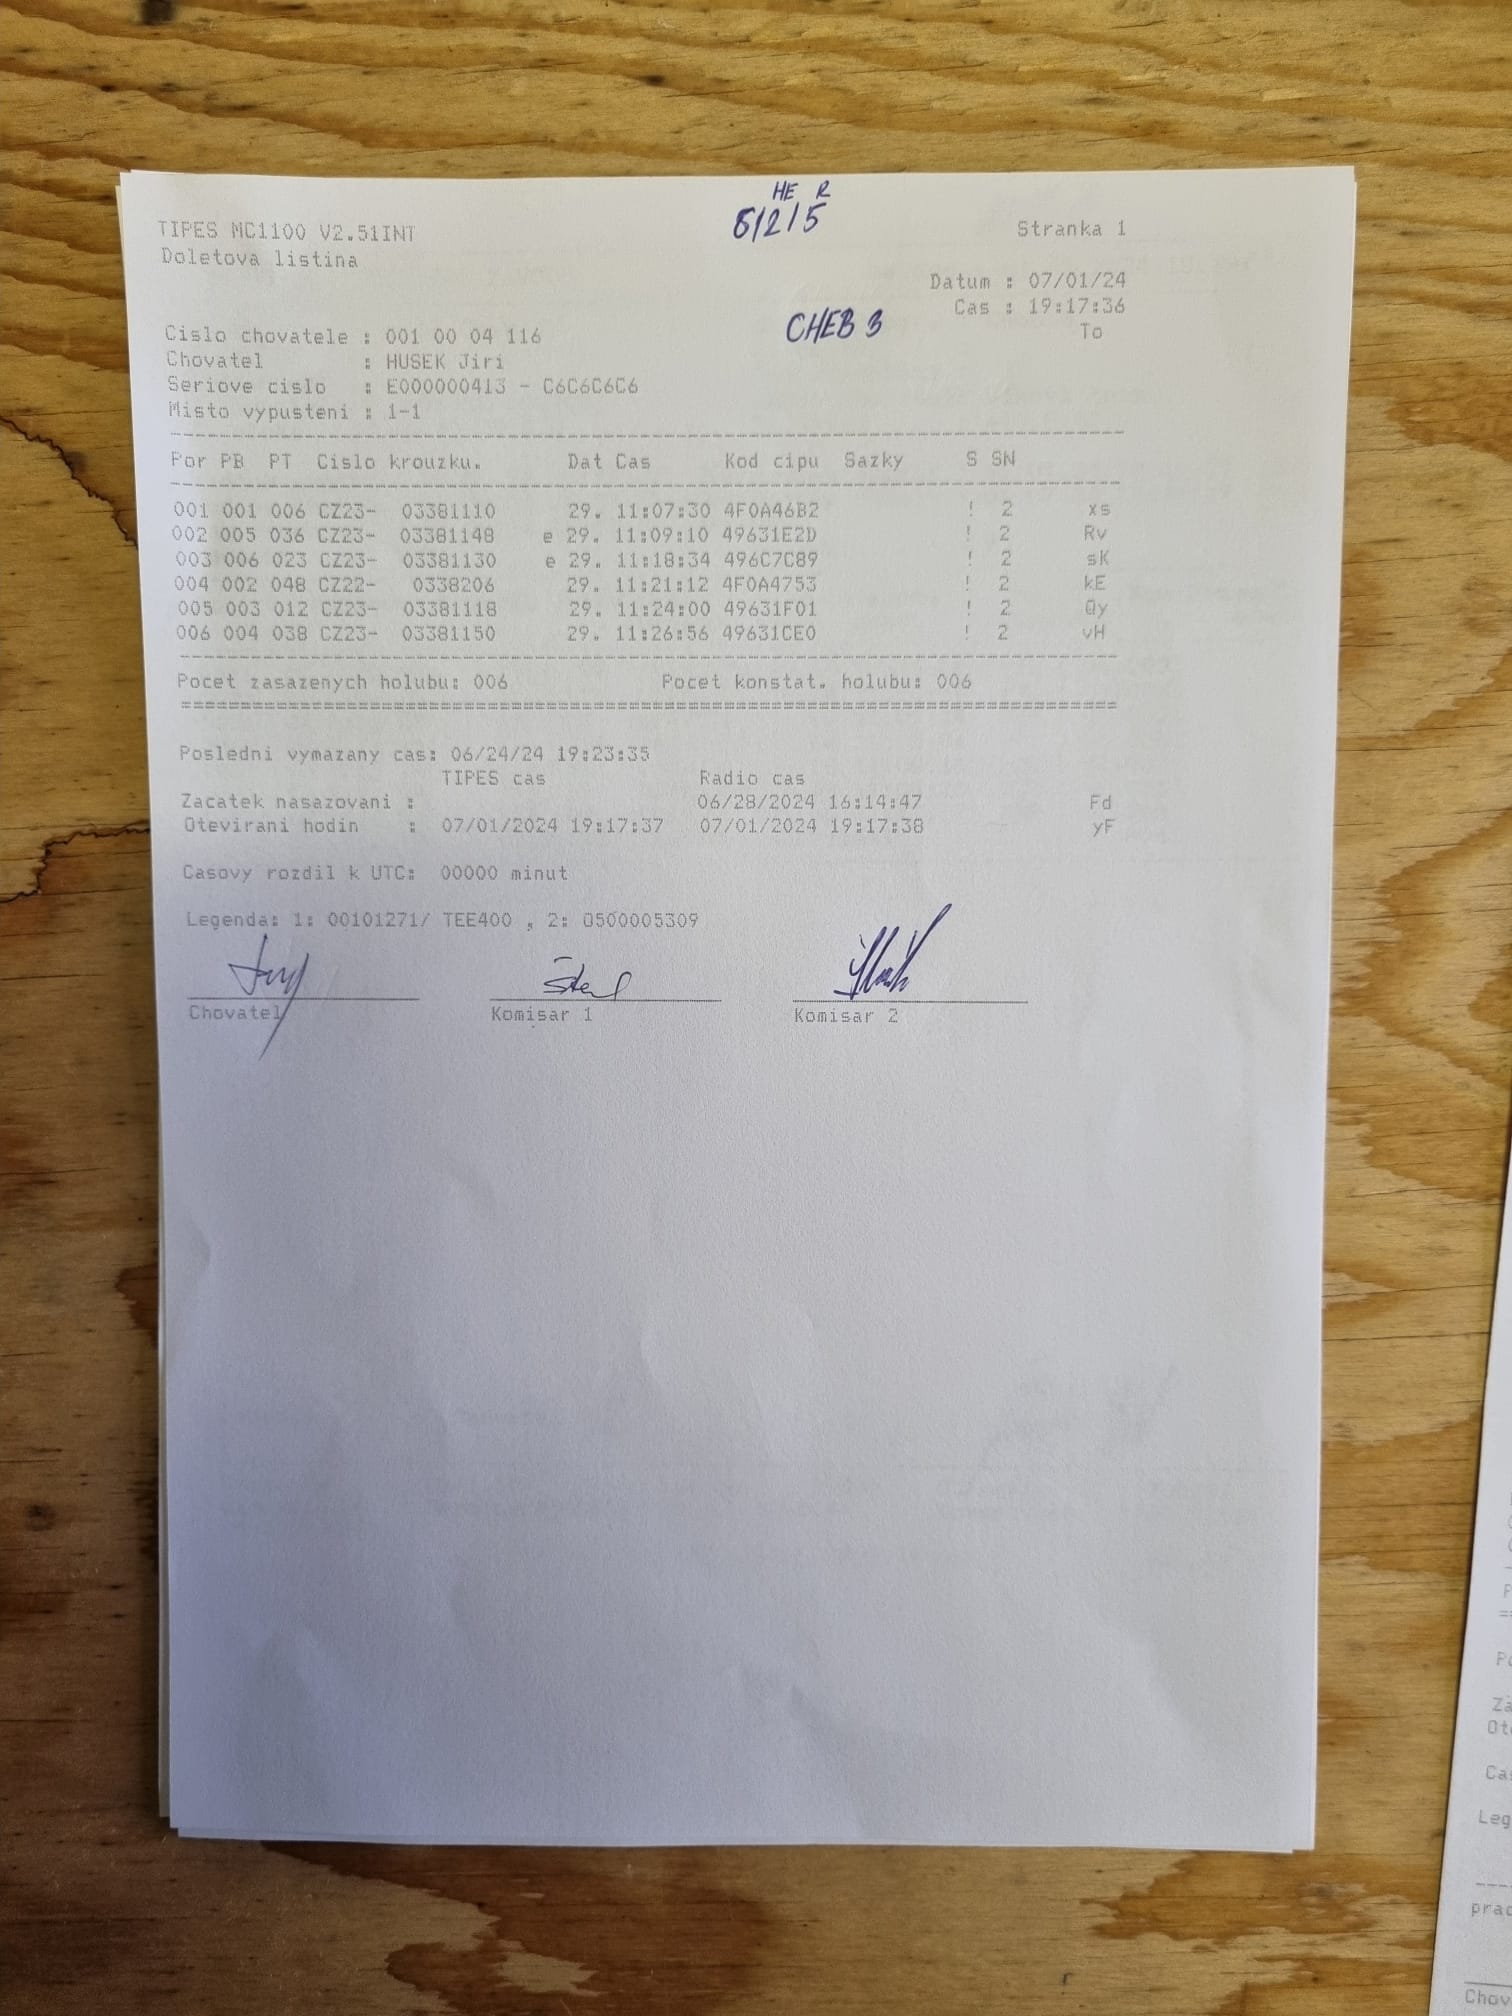 HE R
6/2/5
TIPES MC1100 V2.51INT Stranka 1
Doletova listina
Datum : 07/01/24
Cas : 19:17:36
CHEB 3
To
Cislo chovatele : 001 00 04 116
Chovatel : HUSEK Jiri
Seriove cislo : E000000413 - C6C6C6C6
Misto vypusteni : 1-1
Por PB PT Cislo krouzku. Dat Cas Kod cipu Sazky S SN
001 001 006 CZ23- 03381110 29. 11:07:30 4F0A46B2 ! 2 xs
002 005 036 CZ23- 03381148 e 29. 11:09:10 49631E2D ! 2 Rv
003 006 023 CZ23- 03381130 e 29. 11:18:34 496C7C89 ! 2 sK
004 002 048 CZ22- 0338206 29. 11:21:12 4F0A4753 ! 2 kE
005 003 012 CZ23- 03381118 29. 11:24:00 49631F01 ! 2 Qy
006 004 038 CZ23- 03381150 29. 11:26:56 49631CE0 ! 2 vH
Pocet zasazenych holubu: 006 Pocet konstat. holubu: 006
Posledni vymazany cas: 06/24/24 19:23:35
TIPES cas Radio cas
Zacatek nasazovani : 06/28/2024 16:14:47 Fd
Otevirani hodin : 07/01/2024 19:17:37 07/01/2024 19:17:38 yF
Casovy rozdil k UTC: 00000 minut
Legenda: 1: 00101271/ TEE400 , 2: 0500005309
Chovatel Komisar 1 Komisar 2
Leg
prac
Chov